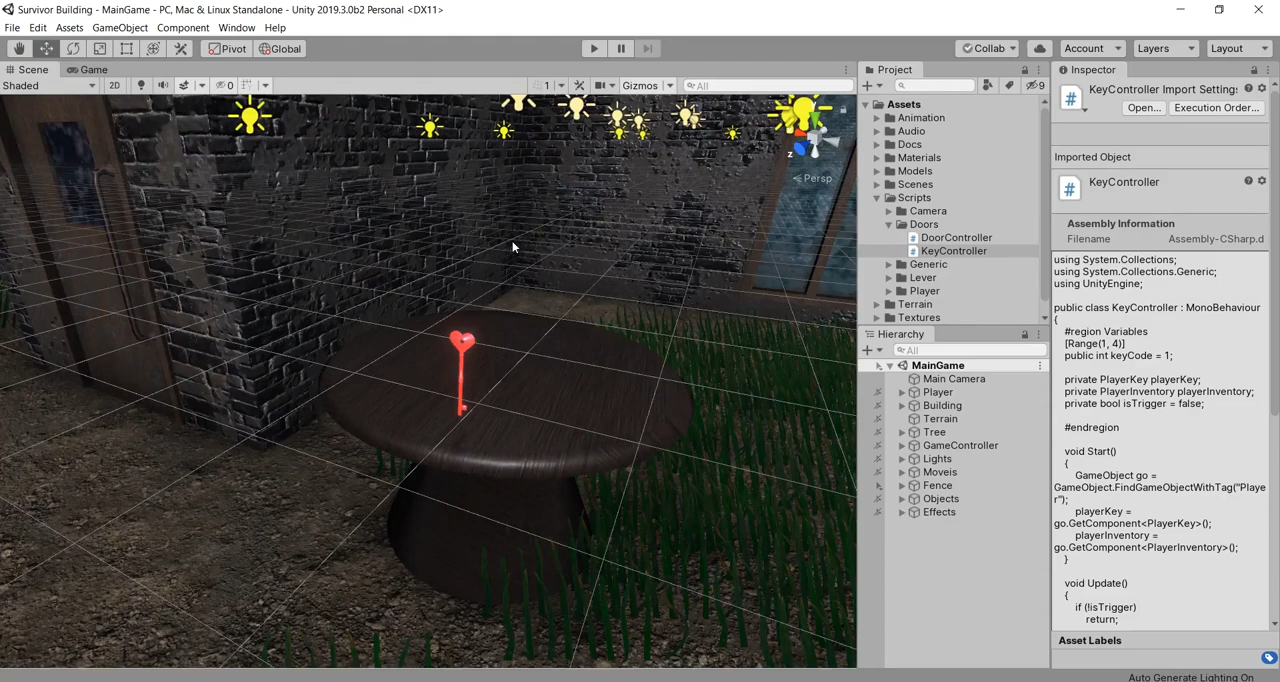 Survivor Building - MainGame - PC, Mac & Linux Standalone - Unity 2019.3.0b2 Personal <DX11>
File Edit Assets GameObject Component Window Help
Pivot Global Collab Account Layers Layout
Scene Game
Shaded 2D 0 1 Gizmos All
z
Persp
Project
9
Assets
Animation
Audio
Docs
Materials
Models
Scenes
Scripts
Camera
Doors
DoorController
KeyController
Generic
Lever
Player
Terrain
Textures
Hierarchy
All
MainGame
Main Camera
Player
Building
Terrain
Tree
GameController
Lights
Moveis
Fence
Objects
Effects
Inspector
KeyController Import Setting:
Open... Execution Order...
Imported Object
KeyController
Assembly Information
Filename Assembly-CSharp.d
using System.Collections;
using System.Collections.Generic;
using UnityEngine;
public class KeyController : MonoBehaviour
{
#region Variables
[Range(1, 4)]
public int keyCode = 1;
private PlayerKey playerKey;
private PlayerInventory playerInventory;
private bool isTrigger = false;
#endregion
void Start()
{
GameObject go =
GameObject.FindGameObjectWithTag("Playe
r");
playerKey =
go.GetComponent<PlayerKey>();
playerInventory =
go.GetComponent<PlayerInventory>();
}
void Update()
{
if (!isTrigger)
return;
Asset Labels
Auto Generate Lighting On